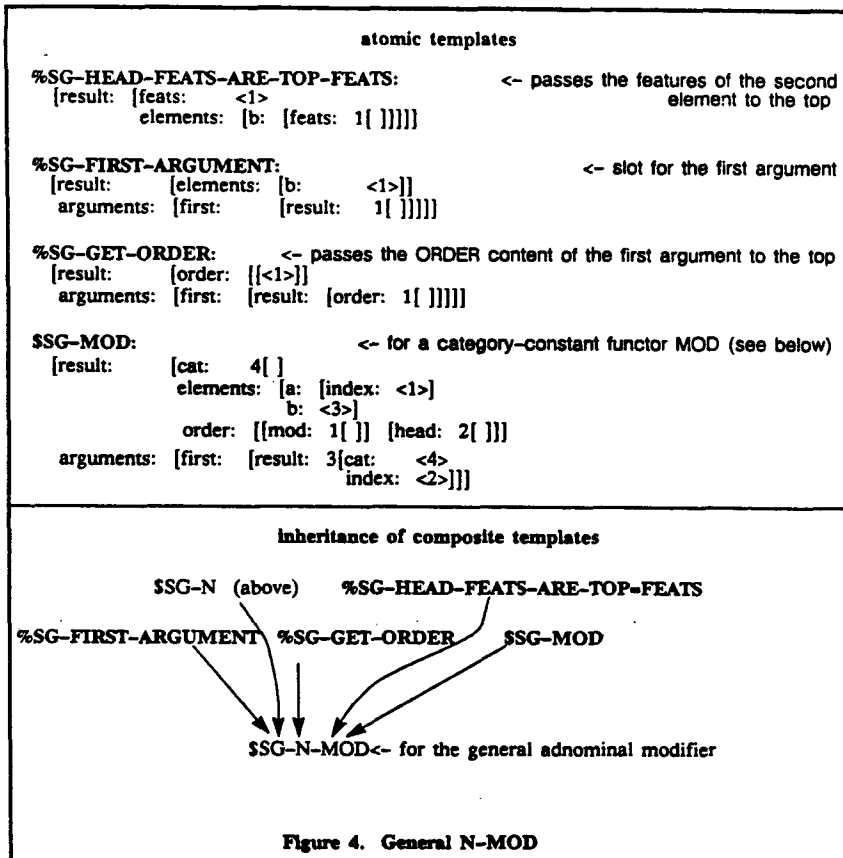 atomic templates
%SG-HEAD-FEATS-ARE-TOP-FEATS: <- passes the features of the second
[result: [feats: <1> element to the top
elements: [b: [feats: 1[ ]]]]]
%SG-FIRST-ARGUMENT: <- slot for the first argument
[result: [elements: [b: <1>]]
arguments: [first: [result: 1[ ]]]]]
%SG-GET-ORDER: <- passes the ORDER content of the first argument to the top
[result: [order: [[<1>]]
arguments: [first: [result: [order: 1[ ]]]]]
$SG-MOD: <- for a category-constant functor MOD (see below)
[result: [cat: 4[ ]
elements: [a: [index: <1>]
b: <3>]
order: [[mod: 1[ ]] [head: 2[ ]]]
arguments: [first: [result: 3[cat: <4>
index: <2>]]]
inheritance of composite templates
$SG-N (above) %SG-HEAD-FEATS-ARE-TOP=FEATS
%SG-FIRST-ARGUMENT %SG-GET-ORDER $SG-MOD
$SG-N-MOD<- for the general adnominal modifier
Figure 4. General N-MOD